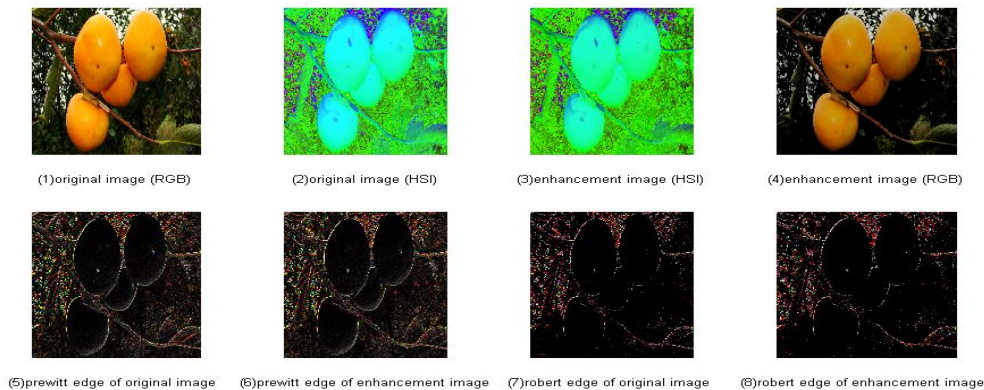 (1)original image (RGB)
(2)original image (HSI)
(3)enhancement image (HSI)
(4)enhancement image (RGB)
(5)prewitt edge of original image
(6)prewitt edge of enhancement image
(7)robert edge of original image
(8)robert edge of enhancement image